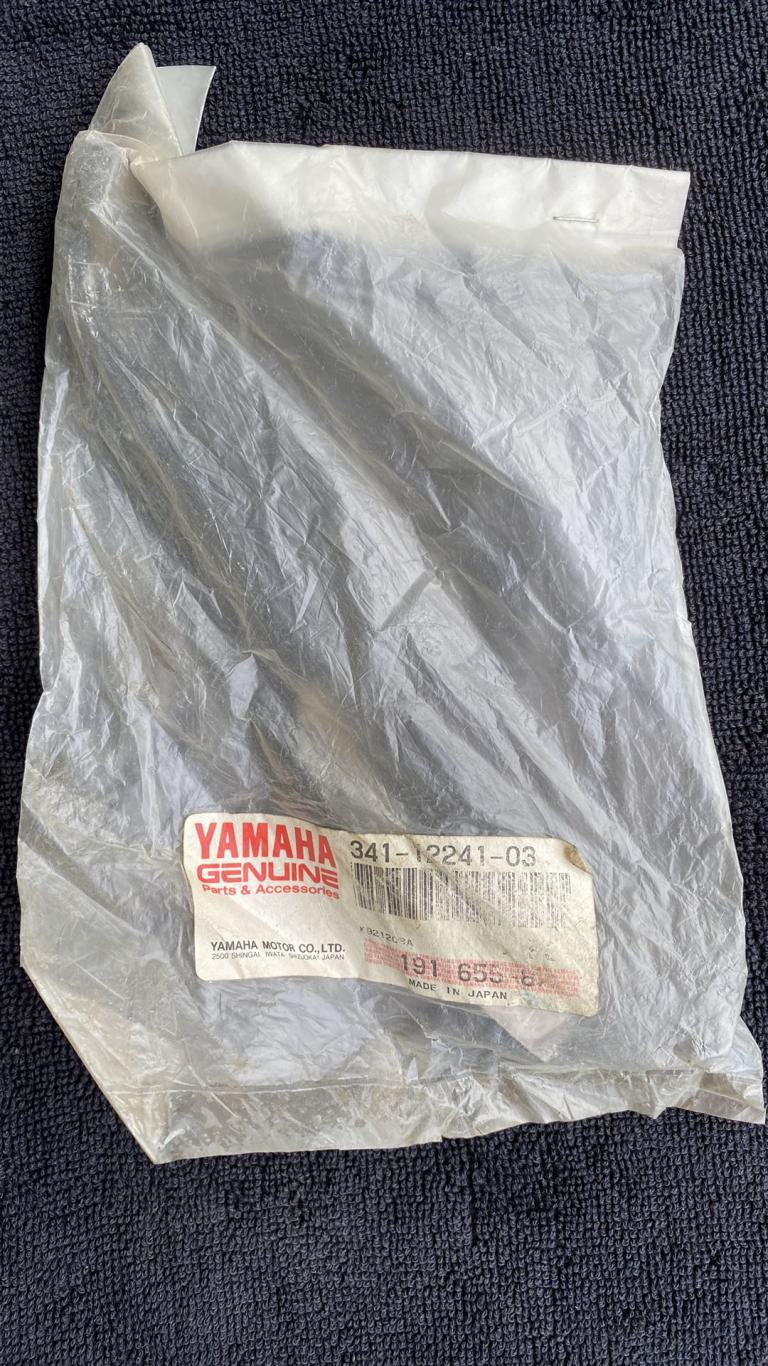 YAMAHA
GENUINE
Parts & Accessories
YAMAHA MOTOR CO., LTD.
2500 SHINGAI, IWATA SHIZUOKA JAPAN
341-12241-03
191 655
MADE IN JAPAN